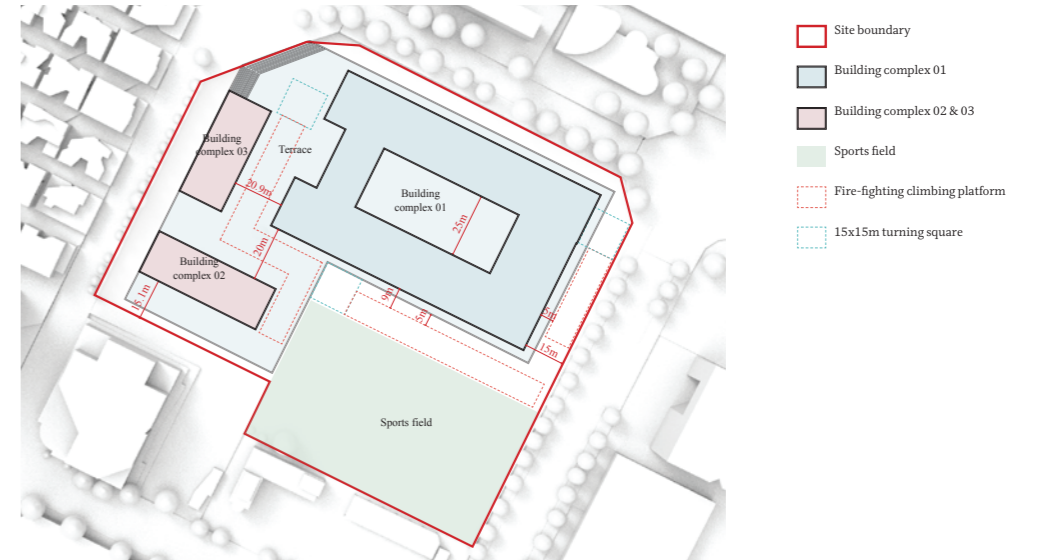 Site boundary
Building complex 01
Building complex 02 & 03
Sports field
Fire-fighting climbing platform
15x15m turning square
Building
complex 03
Terrace
20.9m
Building
complex 01
25m
20m
Building
complex 02
15.1m
9m
5m
5m
15m
Sports field